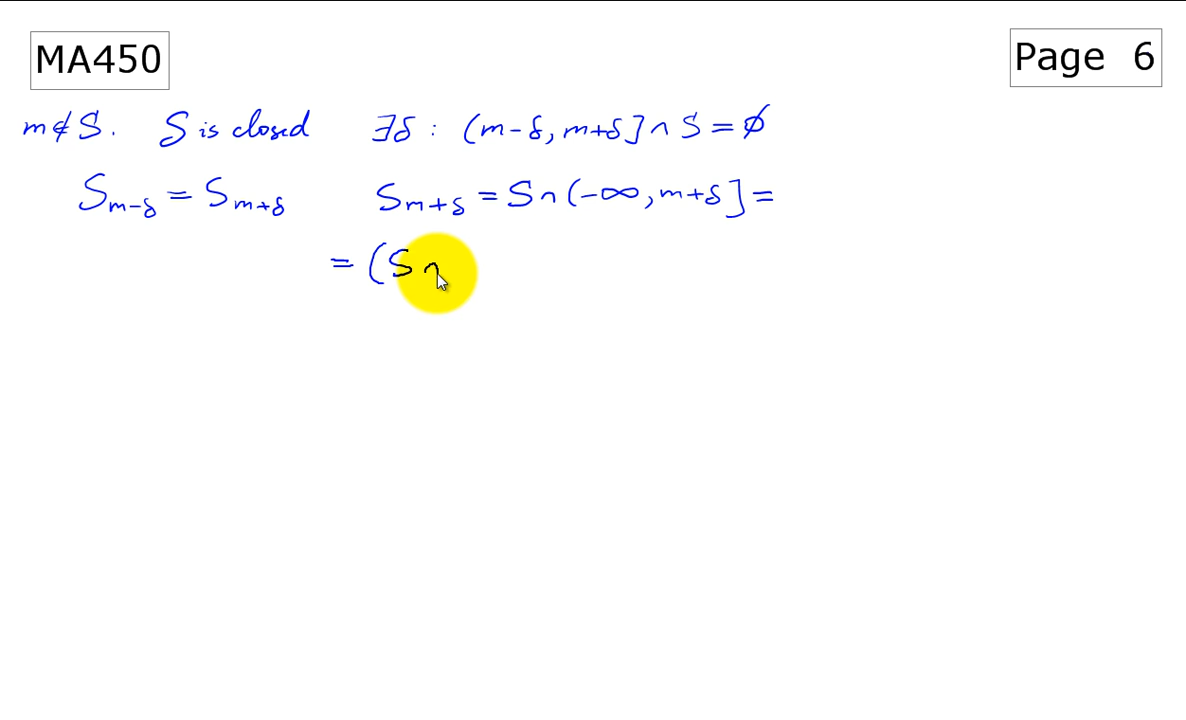 MA450
Page 6
m∉S. S is closed ∃δ : (m-δ, m+δ] ∩ S = ∅
S_{m-δ} = S_{m+δ} S_{m+δ} = S ∩ (-∞, m+δ] =
= (S ∩